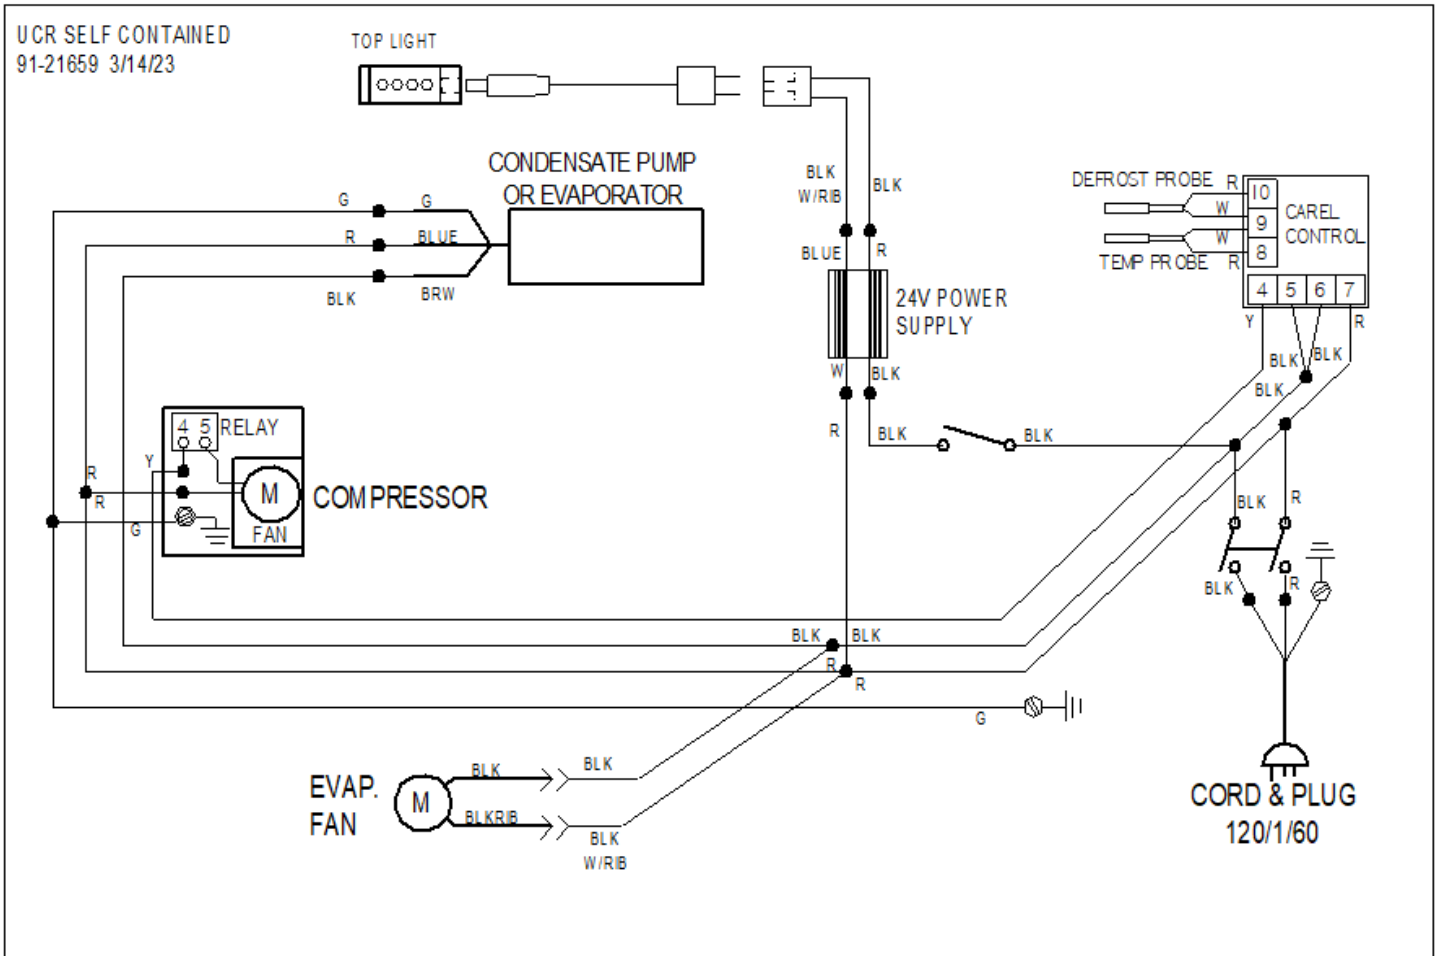 UCR SELF CONTAINED
91-21659 3/14/23
TOP LIGHT
CONDENSATE PUMP
OR EVAPORATOR
G
G
R
BLUE
BLK
BRW
BLK
W/RIB
BLK
BLUE
R
24V POWER
SUPPLY
W
BLK
R
BLK
BLK
DEFROST PROBE
R
W
W
TEMP PROBE
R
10
9
8
CAREL
CONTROL
4
5
6
7
Y
R
BLK
BLK
BLK
4
5
RELAY
Y
R
R
G
M
FAN
COMPRESSOR
BLK
R
BLK
R
BLK
BLK
R
R
G
EVAP.
FAN
M
BLK
BLK
BLKRIB
BLK
W/RIB
CORD & PLUG
120/1/60